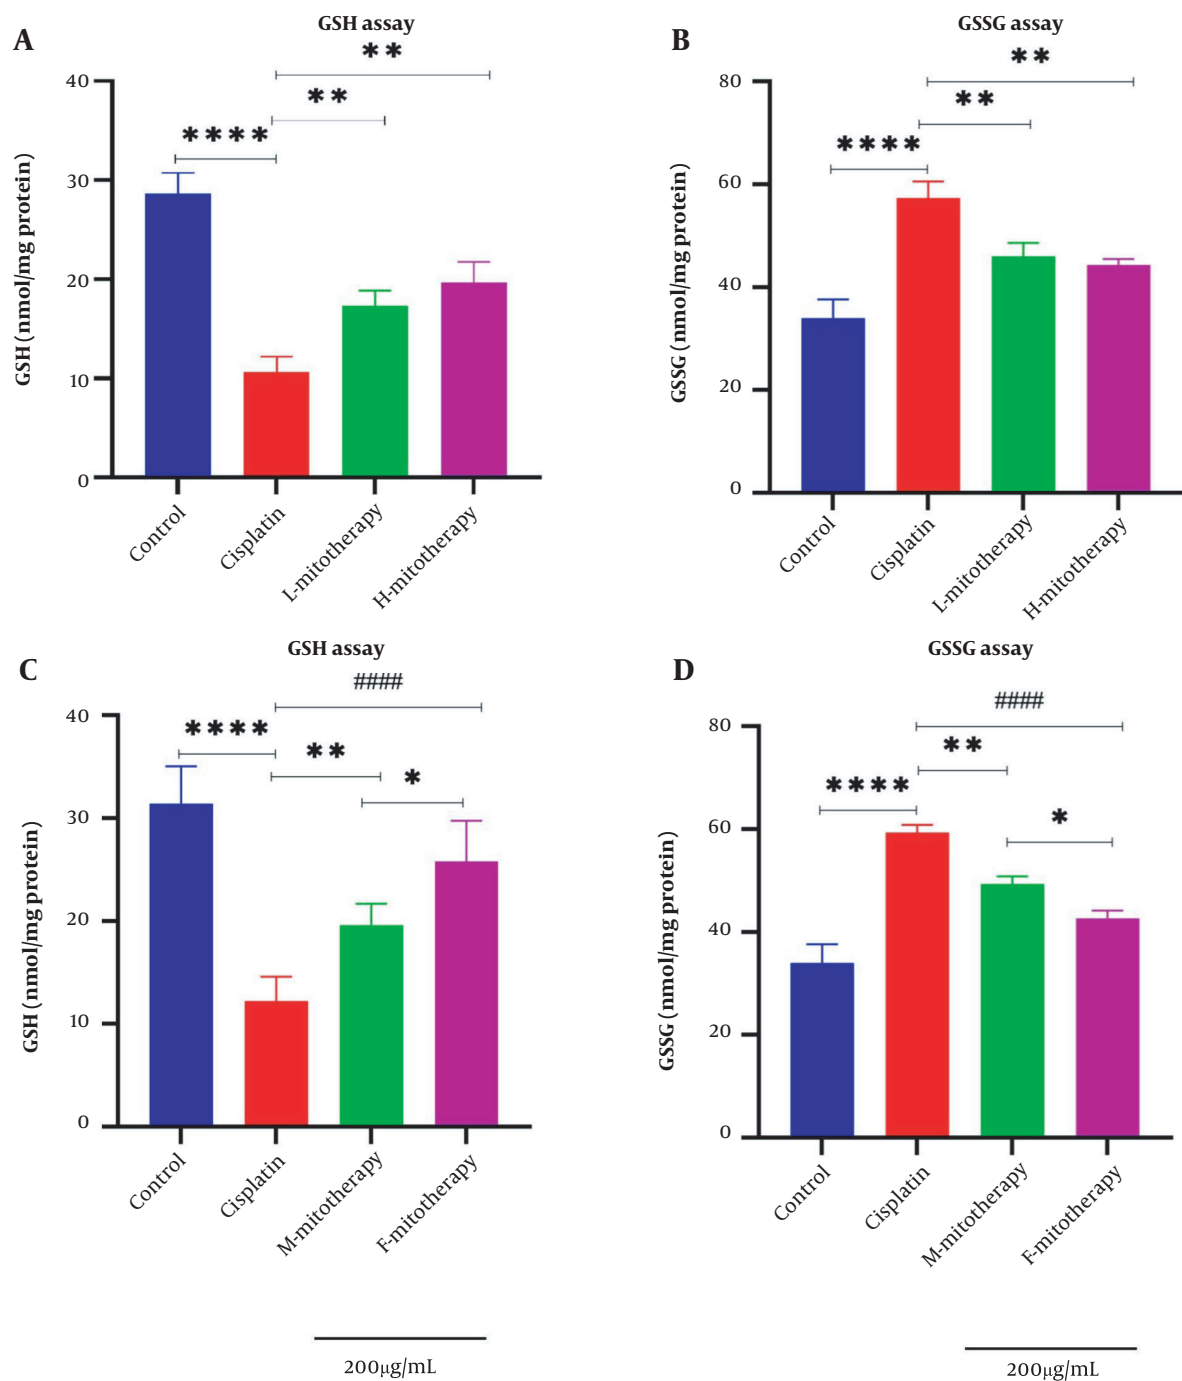 GSH assay
A
**
**
****
40
30
20
10
0
GSH (nmol/mg protein)
Control
Cisplatin
L-mitotherapy
H-mitotherapy
GSSG assay
B
**
**
****
80
60
40
20
0
GSSG (nmol/mg protein)
Control
Cisplatin
L-mitotherapy
H-mitotherapy
GSH assay
C
####
****
**
*
40
30
20
10
0
GSH (nmol/mg protein)
Control
Cisplatin
M-mitotherapy
F-mitotherapy
200µg/mL
GSSG assay
D
####
**
****
*
80
60
40
20
0
GSSG (nmol/mg protein)
Control
Cisplatin
M-mitotherapy
F-mitotherapy
200µg/mL